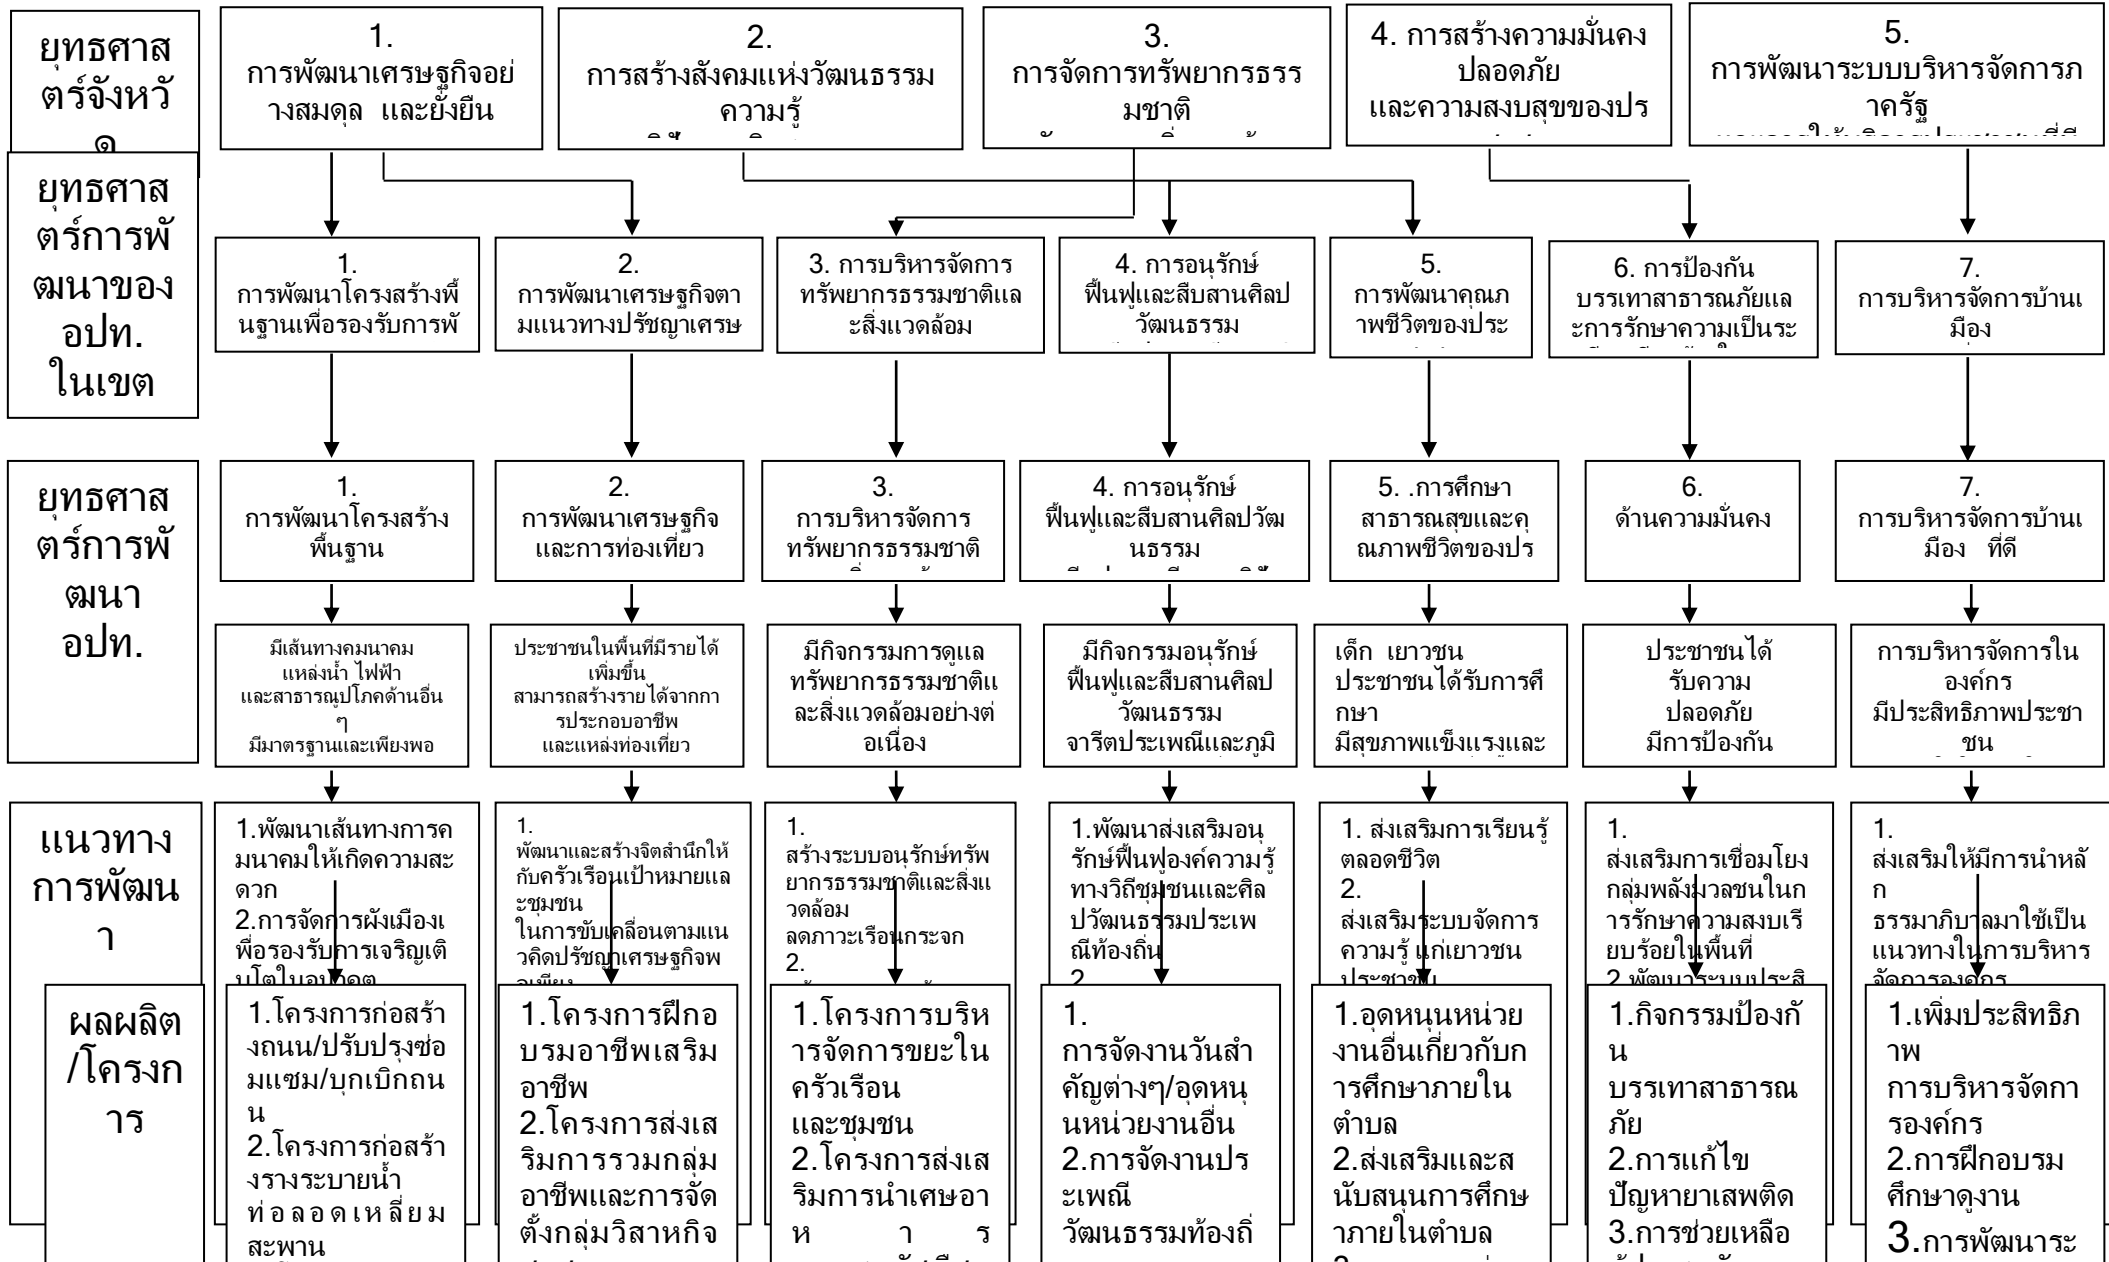 ยุทธศาส
ตร์จังหวั
ด
1.
การพัฒนาเศรษฐกิจอย่
างสมดุล และยั่งยืน
2.
การสร้างสังคมแห่งวัฒนธรรม
ความรู้
3.
การจัดการทรัพยากรธรร
มชาติ
4. การสร้างความมั่นคง
ปลอดภัย
และความสงบสุขของปร
5.
การพัฒนาระบบบริหารจัดการภ
าครัฐ
ยุทธศาส
ตร์การพั
ฒนาของ
อปท.
ในเขต
1.
การพัฒนาโครงสร้างพื้
นฐานเพื่อรองรับการพั
2.
การพัฒนาเศรษฐกิจตา
มแนวทางปรัชญาเศรษ
3. การบริหารจัดการ
ทรัพยากรธรรมชาติแล
ะสิ่งแวดล้อม
4. การอนุรักษ์
ฟื้นฟูและสืบสานศิลป
วัฒนธรรม
5.
การพัฒนาคุณภ
าพชีวิตของประ
6. การป้องกัน
บรรเทาสาธารณภัยแล
ะการรักษาความเป็นระ
7.
การบริหารจัดการบ้านเ
มือง
ยุทธศาส
ตร์การพั
ฒนา
อปท.
1.
การพัฒนาโครงสร้าง
พื้นฐาน
2.
การพัฒนาเศรษฐกิจ
และการท่องเที่ยว
3.
การบริหารจัดการ
ทรัพยากรธรรมชาติ
4. การอนุรักษ์
ฟื้นฟูและสืบสานศิลปวัฒ
นธรรม
5. .การศึกษา
สาธารณสุขและคุ
ณภาพชีวิตของปร
6.
ด้านความมั่นคง
7.
การบริหารจัดการบ้านเ
มือง ที่ดี
มีเส้นทางคมนาคม
แหล่งน้ำ ไฟฟ้า
และสาธารณูปโภคด้านอื่น
ๆ
มีมาตรฐานและเพียงพอ
ประชาชนในพื้นที่มีรายได้
เพิ่มขึ้น
สามารถสร้างรายได้จากกา
รประกอบอาชีพ
และแหล่งท่องเที่ยว
มีกิจกรรมการดูแล
ทรัพยากรธรรมชาติแ
ละสิ่งแวดล้อมอย่างต่
อเนื่อง
มีกิจกรรมอนุรักษ์
ฟื้นฟูและสืบสานศิลป
วัฒนธรรม
จารีตประเพณีและภูมิ
เด็ก เยาวชน
ประชาชนได้รับการศึ
กษา
มีสุขภาพแข็งแรงและ
ประชาชนได้
รับความ
ปลอดภัย
มีการป้องกัน
การบริหารจัดการใน
องค์กร
มีประสิทธิภาพประชา
ชน
แนวทาง
การพัฒน
า
1.พัฒนาเส้นทางการค
มนาคมให้เกิดความสะ
ดวก
2.การจัดการผังเมืองเ
พื่อรองรับการเจริญเติ
บโตในอนาคต
1.
พัฒนาและสร้างจิตสำนึกให้
กับครัวเรือนเป้าหมายแล
ะชุมชน
ในการขับเคลื่อนตามแน
วคิดปรัชญาเศรษฐกิจพ
อเพียง
1.
สร้างระบบอนุรักษ์ทรัพ
ยากรธรรมชาติและสิ่งแ
วดล้อม
ลดภาวะเรือนกระจก
2.
1.พัฒนาส่งเสริมอนุ
รักษ์ฟื้นฟูองค์ความรู้
ทางวิถีชุมชนและศิล
ปวัฒนธรรมประเพ
ณีท้องถิ่น
2
1. ส่งเสริมการเรียนรู้
ตลอดชีวิต
2.
ส่งเสริมระบบจัดการ
ความรู้ แก่เยาวชน
ประชาชน
1.
ส่งเสริมการเชื่อมโยง
กลุ่มพลังมวลชนในก
ารรักษาความสงบเรี
ยบร้อยในพื้นที่
2.พัฒนาระบบประสิ
1.
ส่งเสริมให้มีการนำหลั
ก
ธรรมาภิบาลมาใช้เป็น
แนวทางในการบริหาร
จัดการองค์กร
ผลผลิต
/โครงก
าร
1.โครงการก่อสร้า
งถนน/ปรับปรุงซ่อ
มแซม/บุกเบิกถน
น
2.โครงการก่อสร้า
งรางระบายน้ำ
ท่อลอดเหลี่ยม
สะพาน
1.โครงการฝึกอ
บรมอาชีพเสริม
อาชีพ
2.โครงการส่งเส
ริมการรวมกลุ่ม
อาชีพและการจัด
ตั้งกลุ่มวิสาหกิจ
1.โครงการบริห
ารจัดการขยะใน
ครัวเรือน
และชุมชน
2.โครงการส่งเส
ริมการนำเศษอา
ห า ร
1.
การจัดงานวันสำ
คัญต่างๆ/อุดหนุ
นหน่วยงานอื่น
2.การจัดงานปร
ะเพณี
วัฒนธรรมท้องถิ่
1.อุดหนุนหน่วย
งานอื่นเกี่ยวกับก
ารศึกษาภายใน
ตำบล
2.ส่งเสริมและส
นับสนุนการศึกษ
าภายในตำบล
1.กิจกรรมป้องกั
น
บรรเทาสาธารณ
ภัย
2.การแก้ไข
ปัญหายาเสพติด
3.การช่วยเหลือ
1.เพิ่มประสิทธิภ
าพ
การบริหารจัดกา
รองค์กร
2.การฝึกอบรม
ศึกษาดูงาน
3.การพัฒนาระ